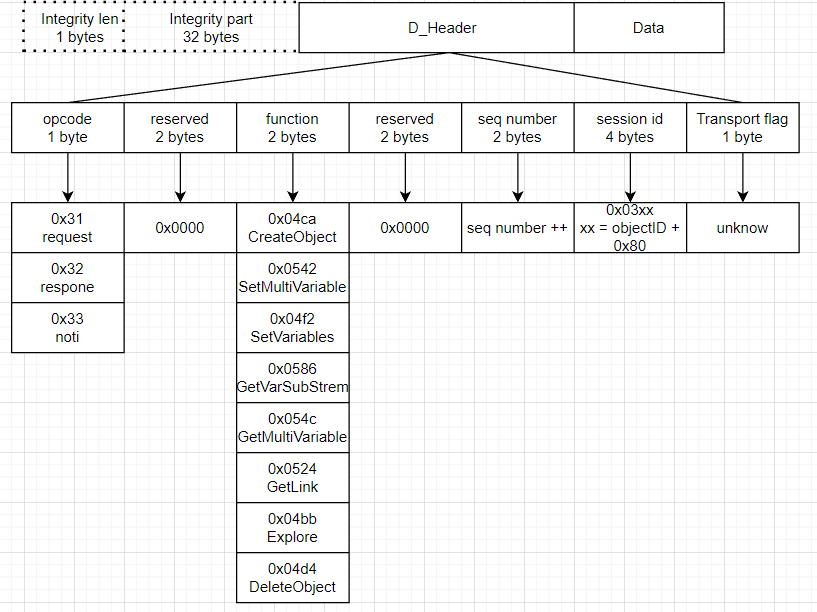 Integrity len
1 bytes
Integrity part
32 bytes
D_Header
Data
opcode
1 byte
reserved
2 bytes
function
2 bytes
reserved
2 bytes
seq number
2 bytes
session id
4 bytes
Transport flag
1 byte
0x31
request
0x0000
0x04ca
CreateObject
0x0000
seq number ++
0x03xx
xx = objectID +
0x80
unknow
0x32
respone
0x0542
SetMultiVariable
0x33
noti
0x04f2
SetVariables
0x0586
GetVarSubStrem
0x054c
GetMultiVariable
0x0524
GetLink
0x04bb
Explore
0x04d4
DeleteObject